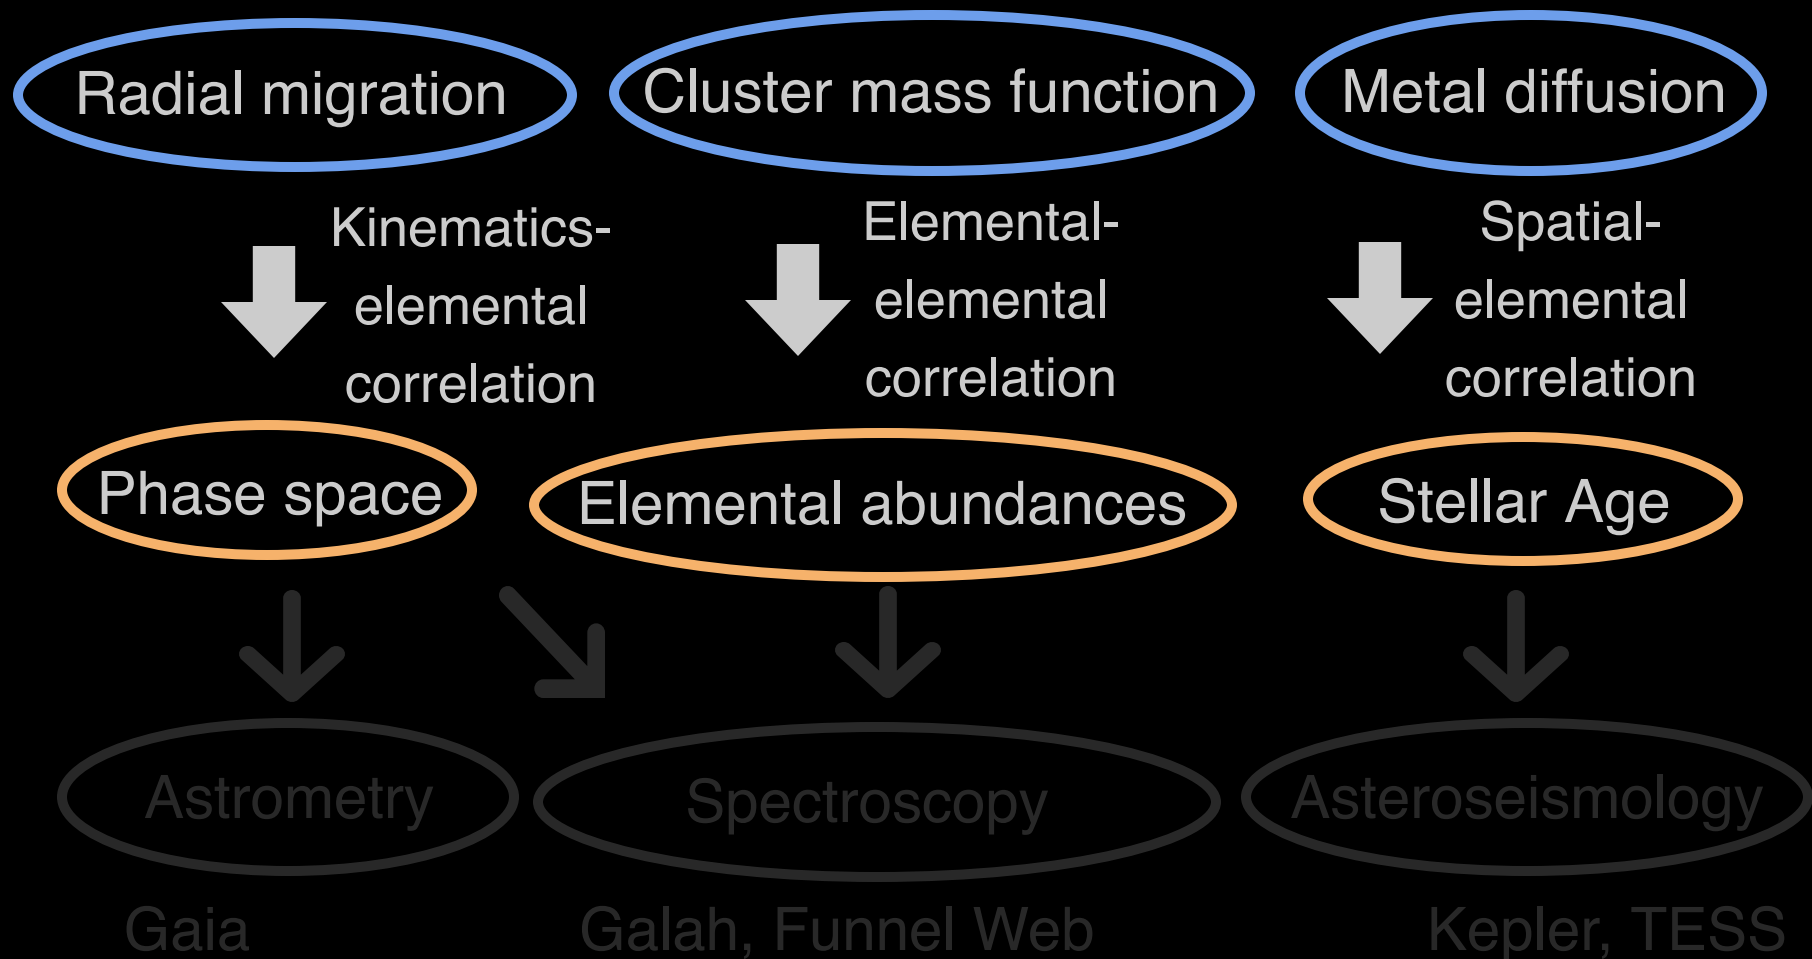 Radial migration
Cluster mass function
Metal diffusion
Kinematics-
elemental
correlation
Elemental-
elemental
correlation
Spatial-
elemental
correlation
Phase space
Elemental abundances
Stellar Age
Astrometry
Spectroscopy
Asteroseismology
Gaia
Galah, Funnel Web
Kepler, TESS